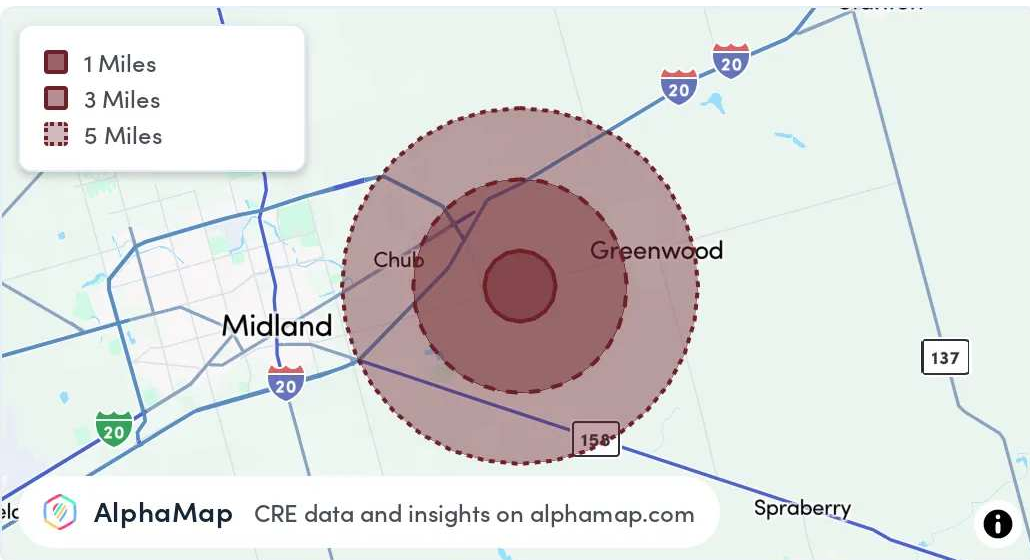 1 Miles
3 Miles
5 Miles
20
20
Chub
Greenwood
Midland
137
20
20
158
Spraberry
AlphaMap CRE data and insights on alphamap.com